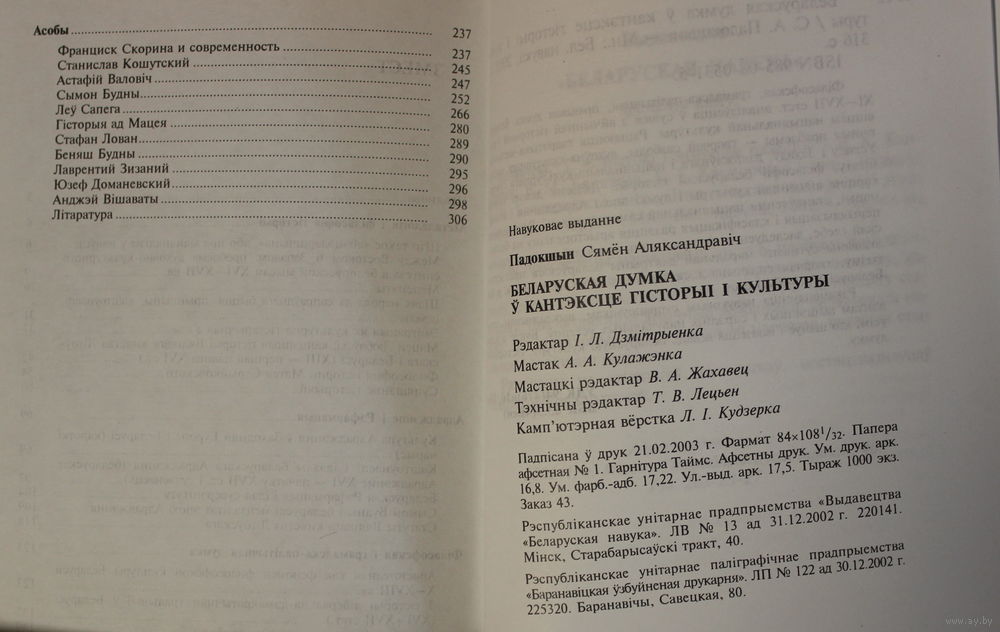 Асобы 237
Франциск Скорина и современность 237
Станислав Кошутский 245
Астафій Валовіч 247
Сымон Будны 252
Леў Сапега 266
Гісторыя ад Мацея 280
Стафан Лован 289
Беняш Будны 290
Лаврентий Зизаний 295
Юзеф Доманевский 296
Анджэй Вішаваты 298
Літаратура 306
Навуковае выданне
Падокшын Сямён Аляксандравіч
БЕЛАРУСКАЯ ДУМКА
Ў КАНТЭКСЦЕ ГІСТОРЫІ І КУЛЬТУРЫ
Рэдактар І. Л. Дзмітрыенка
Мастак А. А. Кулажэнка
Мастацкі рэдактар В. А. Жахавец
Тэхнічны рэдактар Т. В. Лецьен
Камп’ютэрная вёрстка Л. І. Кудзерка
Падпісана ў друк 21.02.2003 г. Фармат 84×108¹/₃₂. Папера
афсетная № 1. Гарнітура Таймс. Афсетны друк. Ум. друк. арк.
16,8. Ум. фарб.-адб. 17,22. Ул.-выд. арк. 17,5. Тыраж 1000 экз.
Заказ 43.
Рэспубліканскае унітарнае прадпрыемства «Выдавецтва
«Беларуская навука». ЛВ № 13 ад 31.12.2002 г. 220141.
Мінск, Старабарысаўскі тракт, 40.
Рэспубліканскае унітарнае паліграфічнае прадпрыемства
«Баранавіцкая ўзбуйненая друкарня». ЛП № 122 ад 30.12.2002 г.
225320. Баранавічы, Савецкая, 80.
www.ay.by